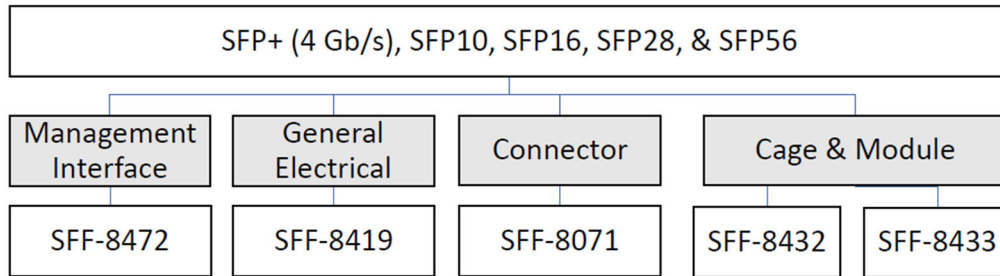 SFP+ (4 Gb/s), SFP10, SFP16, SFP28, & SFP56
Management
Interface
General
Electrical
Connector
Cage & Module
SFF-8472
SFF-8419
SFF-8071
SFF-8432
SFF-8433